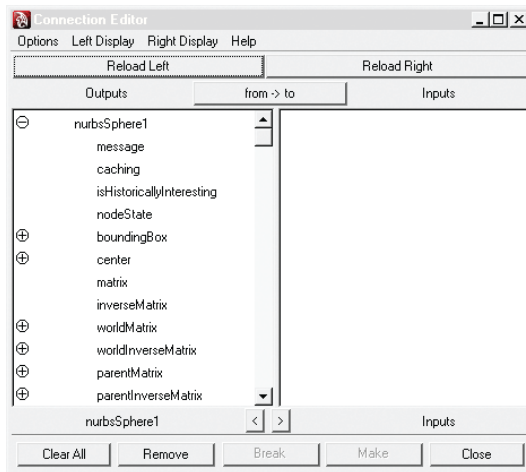 Connection Editor
Options Left Display Right Display Help
Reload Left Reload Right
Outputs from -> to Inputs
nurbsSphere1
message
caching
isHistoricallyInteresting
nodeState
boundingBox
center
matrix
inverseMatrix
worldMatrix
worldInverseMatrix
parentMatrix
parentInverseMatrix
nurbsSphere1 < > Inputs
Clear All Remove Break Make Close